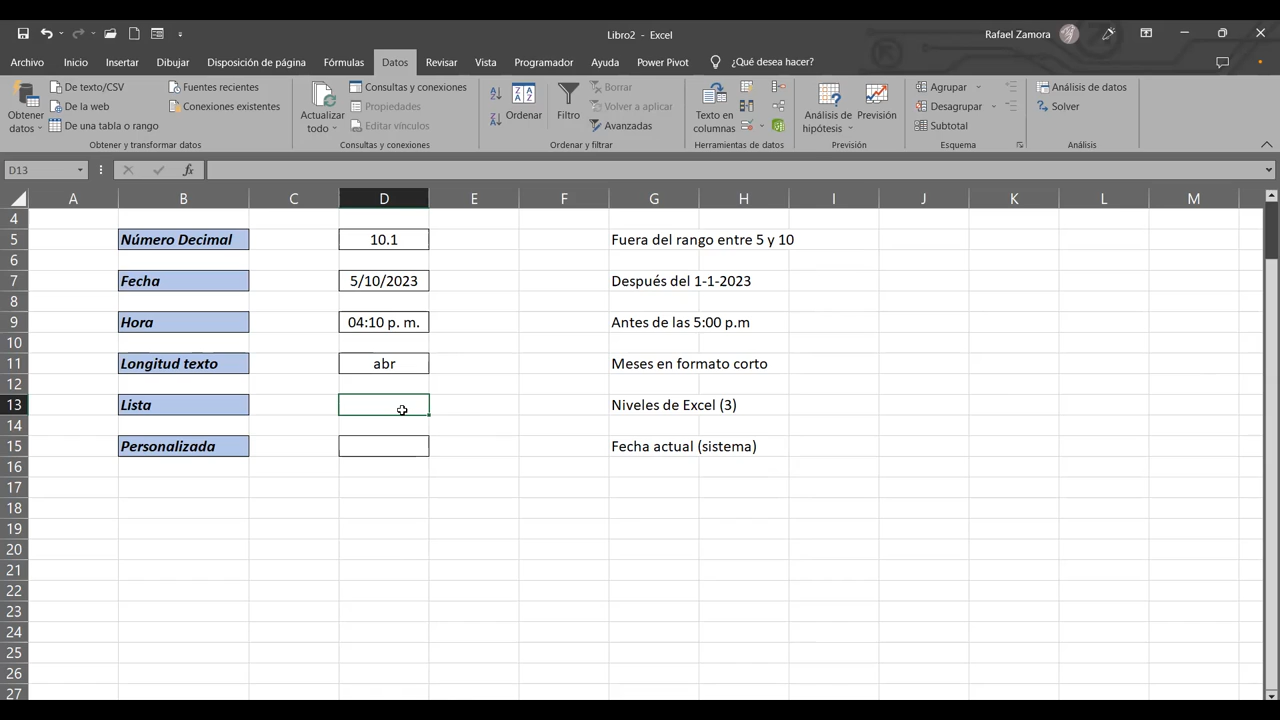 Libro2 - Excel
Rafael Zamora
Archivo Inicio Insertar Dibujar Disposición de página Fórmulas Datos Revisar Vista Programador Ayuda Power Pivot ¿Qué desea hacer?
Obtener datos
De texto/CSV
De la web
De una tabla o rango
Fuentes recientes
Conexiones existentes
Obtener y transformar datos
Actualizar todo
Consultas y conexiones
Propiedades
Editar vínculos
Consultas y conexiones
Ordenar
Filtro
Borrar
Volver a aplicar
Avanzadas
Ordenar y filtrar
Texto en columnas
Herramientas de datos
Análisis de hipótesis
Previsión
Previsión
Agrupar
Desagrupar
Subtotal
Esquema
Análisis de datos
Solver
Análisis
D13 fx
A B C D E F G H I J K L M
4
5 Número Decimal 10.1 Fuera del rango entre 5 y 10
6
7 Fecha 5/10/2023 Después del 1-1-2023
8
9 Hora 04:10 p. m. Antes de las 5:00 p.m
10
11 Longitud texto abr Meses en formato corto
12
13 Lista Niveles de Excel (3)
14
15 Personalizada Fecha actual (sistema)
16
17
18
19
20
21
22
23
24
25
26
27